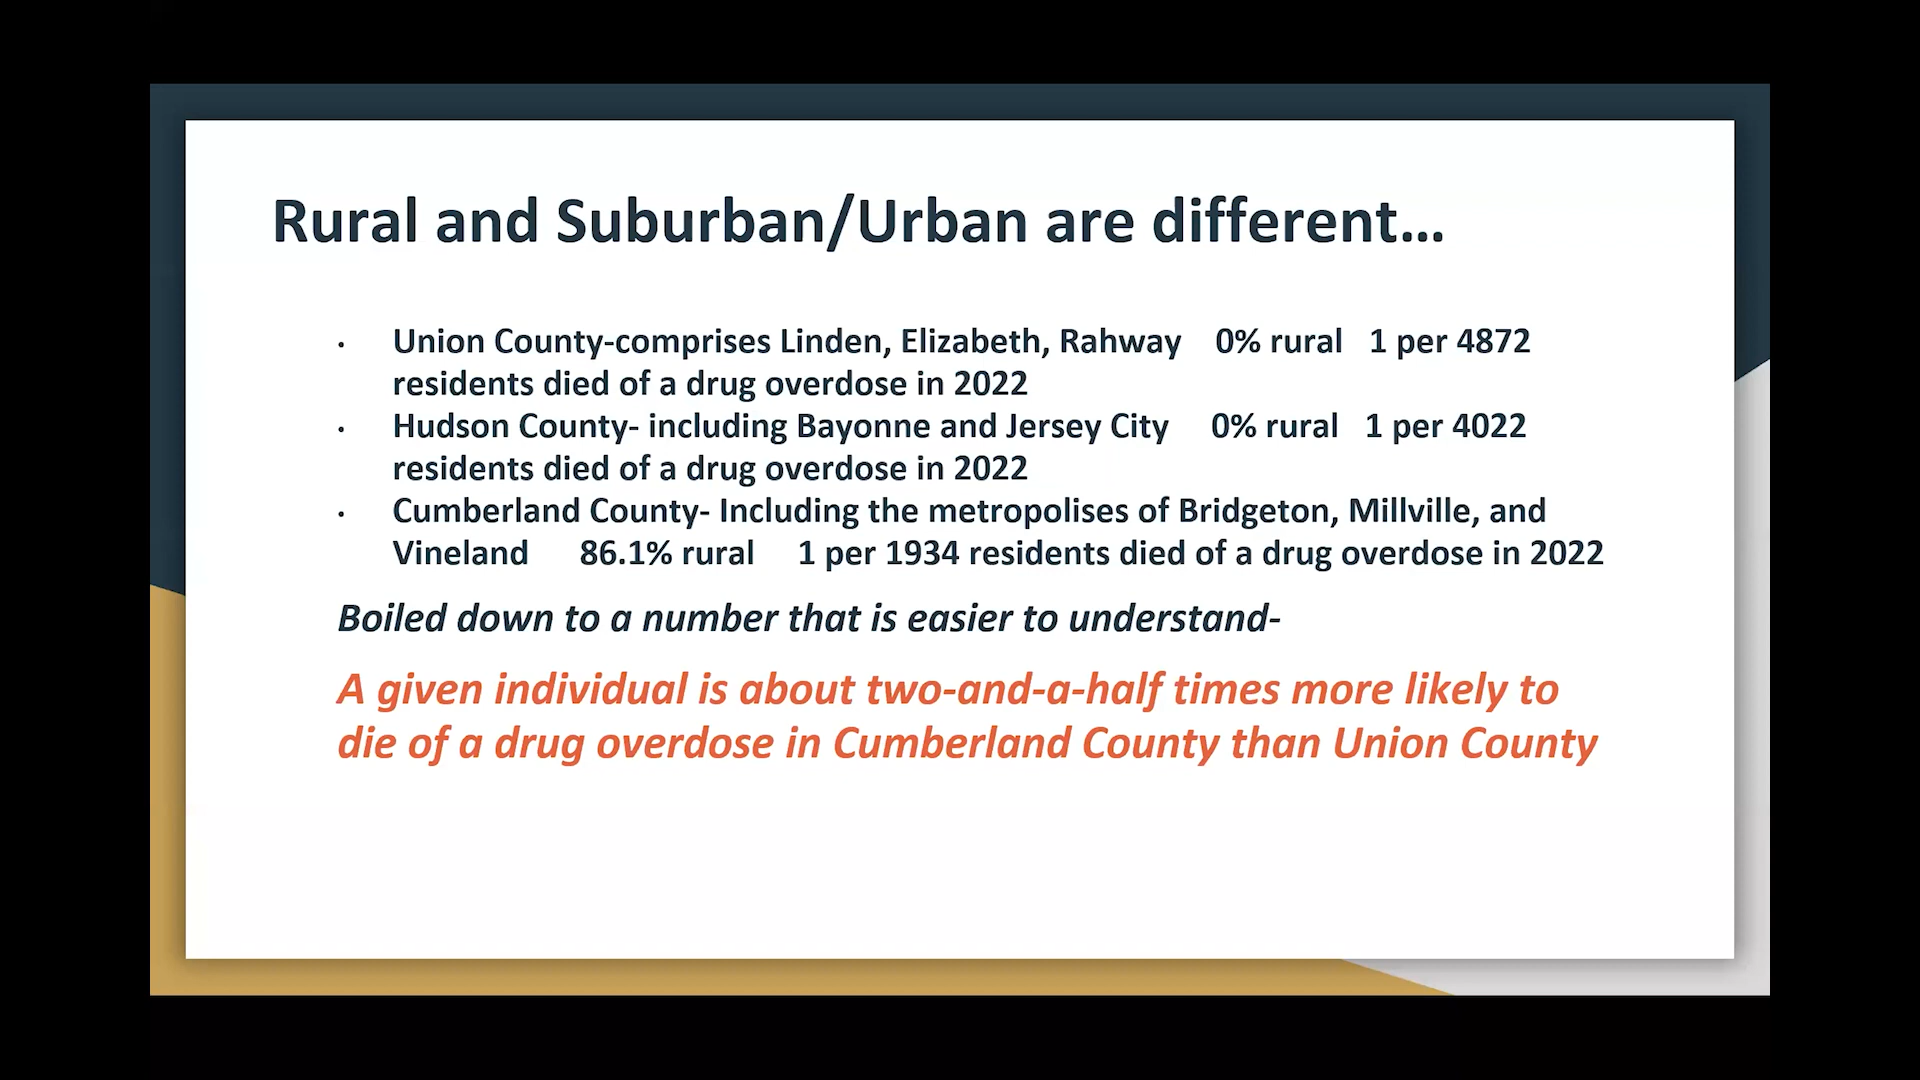 Rural and Suburban/Urban are different...
· Union County-comprises Linden, Elizabeth, Rahway 0% rural 1 per 4872
residents died of a drug overdose in 2022
· Hudson County- including Bayonne and Jersey City 0% rural 1 per 4022
residents died of a drug overdose in 2022
· Cumberland County- Including the metropolises of Bridgeton, Millville, and
Vineland 86.1% rural 1 per 1934 residents died of a drug overdose in 2022
Boiled down to a number that is easier to understand-
A given individual is about two-and-a-half times more likely to
die of a drug overdose in Cumberland County than Union County